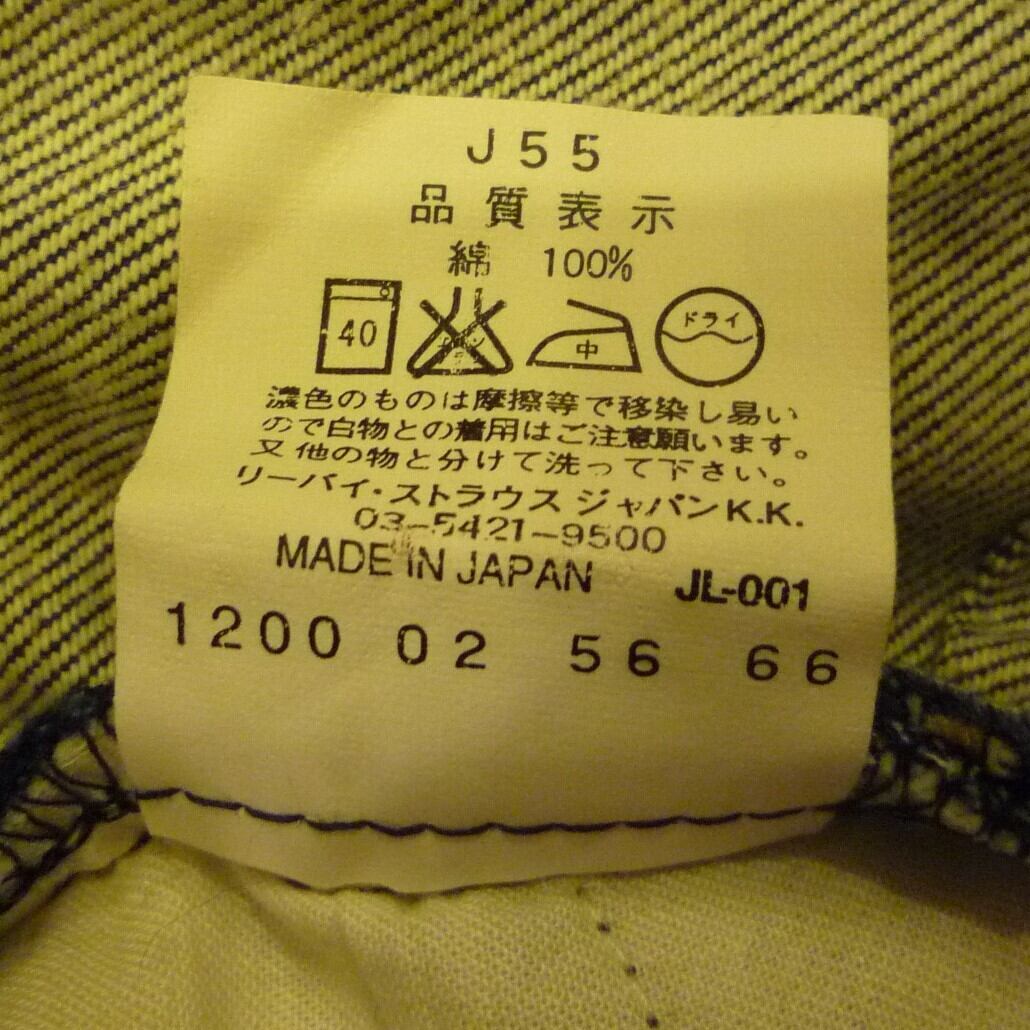 J55
品質表示
綿 100%
40 中 ドライ
濃色のものは摩擦等で移染し易い
ので白物との着用はご注意願います。
又他の物と分けて洗って下さい。
リーバイ・ストラウス ジャパンK.K.
03-5421-9500
MADE IN JAPAN JL-001
1200 02 56 66